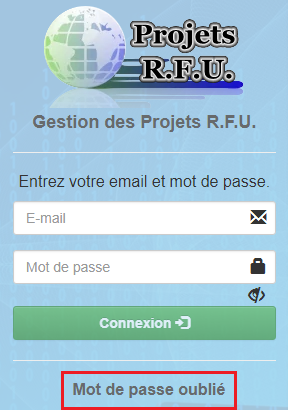 Projets
R.F.U.
Gestion des Projets R.F.U.
Entrez votre email et mot de passe.
E-mail
Mot de passe
Connexion
Mot de passe oublié